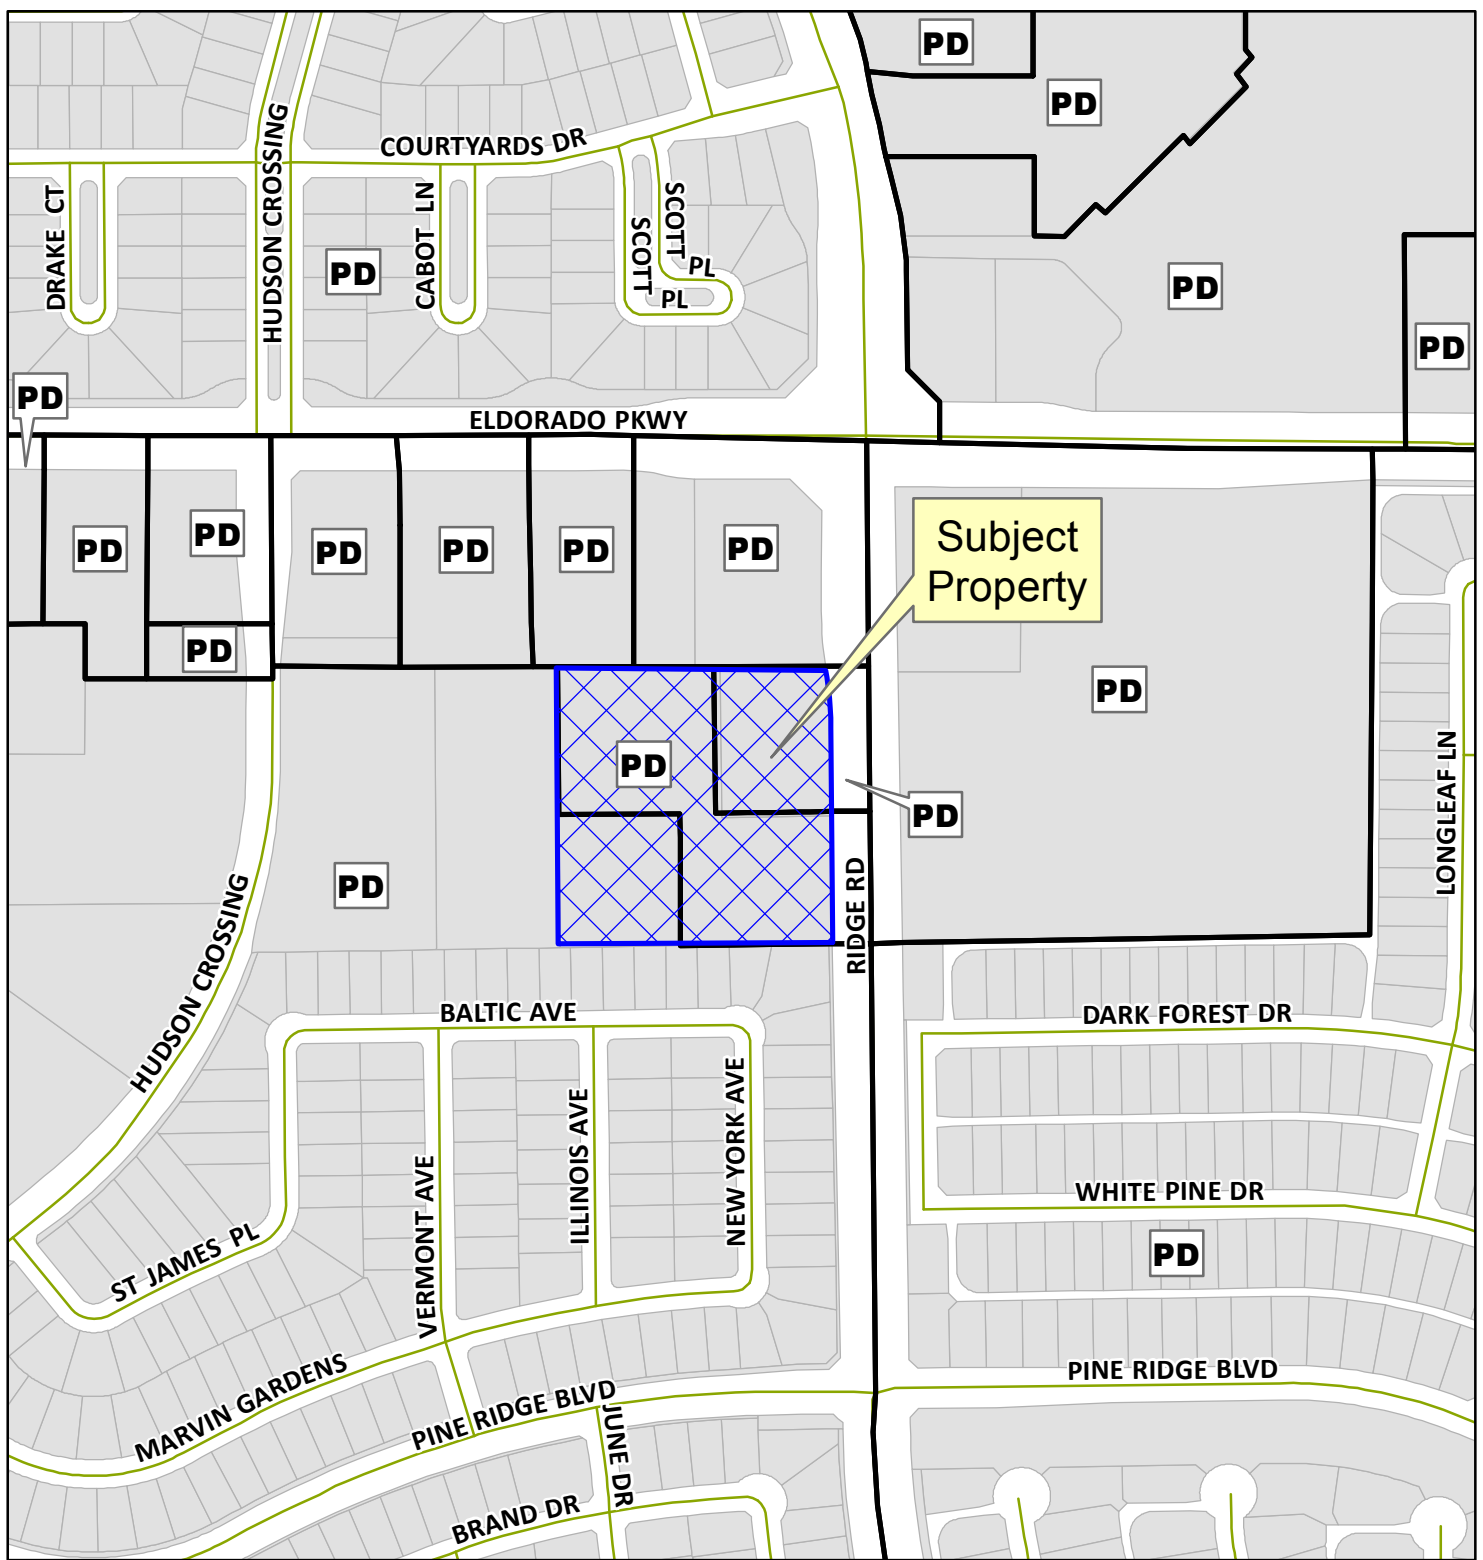 PD
PD
COURTYARDS DR
HUDSON CROSSING
DRAKE CT
CABOT LN
SCOTT PL
SCOTT PL
PD
PD
PD
PD
ELDORADO PKWY
PD
PD
PD
PD
PD
PD
Subject
Property
PD
PD
PD
PD
LONGLEAF LN
PD
RIDGE RD
PD
HUDSON CROSSING
BALTIC AVE
DARK FOREST DR
NEW YORK AVE
ILLINOIS AVE
VERMONT AVE
WHITE PINE DR
ST JAMES PL
PD
MARVIN GARDENS
PINE RIDGE BLVD
PINE RIDGE BLVD
JUNE DR
BRAND DR